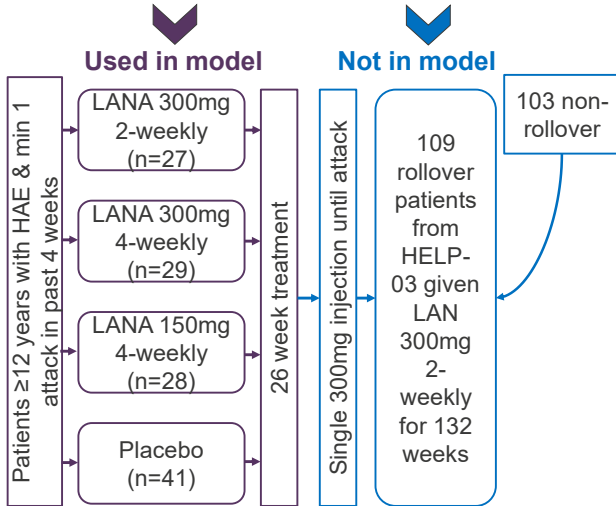 Used in model
Not in model
Patients ≥12 years with HAE & min 1
attack in past 4 weeks
LANA 300mg
2-weekly
(n=27)
LANA 300mg
4-weekly
(n=29)
LANA 150mg
4-weekly
(n=28)
Placebo
(n=41)
26 week treatment
Single 300mg injection until attack
109
rollover
patients
from
HELP-
03 given
LAN
300mg
2-
weekly
for 132
weeks
103 non-
rollover